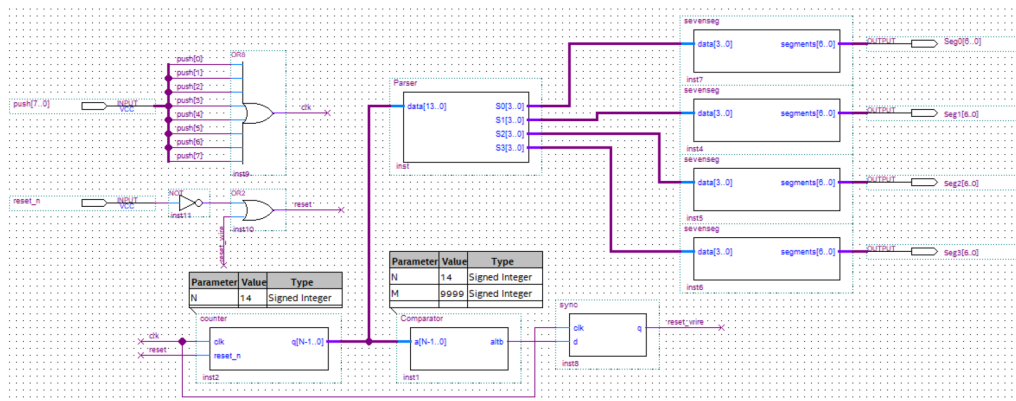 sevenseg
data[3..0] segments[6..0]
OUTPUT
Seg0[6..0]
inst7
OR8
push[0]
push[1]
push[2]
push[3]
push[4]
push[5]
push[6]
push[7]
push[7..0]
INPUT
VCC
clk
inst9
Parser
data[13..0]
S0[3..0]
S1[3..0]
S2[3..0]
S3[3..0]
inst
sevenseg
data[3..0] segments[6..0]
OUTPUT
Seg1[6..0]
inst4
sevenseg
data[3..0] segments[6..0]
OUTPUT
Seg2[6..0]
inst5
sevenseg
data[3..0] segments[6..0]
OUTPUT
Seg3[6..0]
inst6
reset_n
INPUT
VCC
NOT
inst11
OR2
reset
inst10
reset_wire
Parameter Value Type
N 14 Signed Integer
Parameter Value Type
N 14 Signed Integer
M 9999 Signed Integer
counter
clk
reset
clk q[N-1..0]
reset_n
inst2
Comparator
a[N-1..0] altb
inst1
sync
clk q
d
inst8
reset_wire